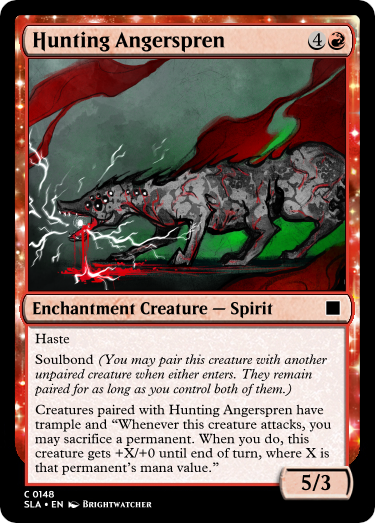 Hunting Angerspren 4
Enchantment Creature — Spirit
Haste
Soulbond (You may pair this creature with another
unpaired creature when either enters. They remain
paired for as long as you control both of them.)
Creatures paired with Hunting Angerspren have
trample and “Whenever this creature attacks, you
may sacrifice a permanent. When you do, this
creature gets +X/+0 until end of turn, where X is
that permanent’s mana value.”
5/3
C 0148
SLA • EN Brightwatcher